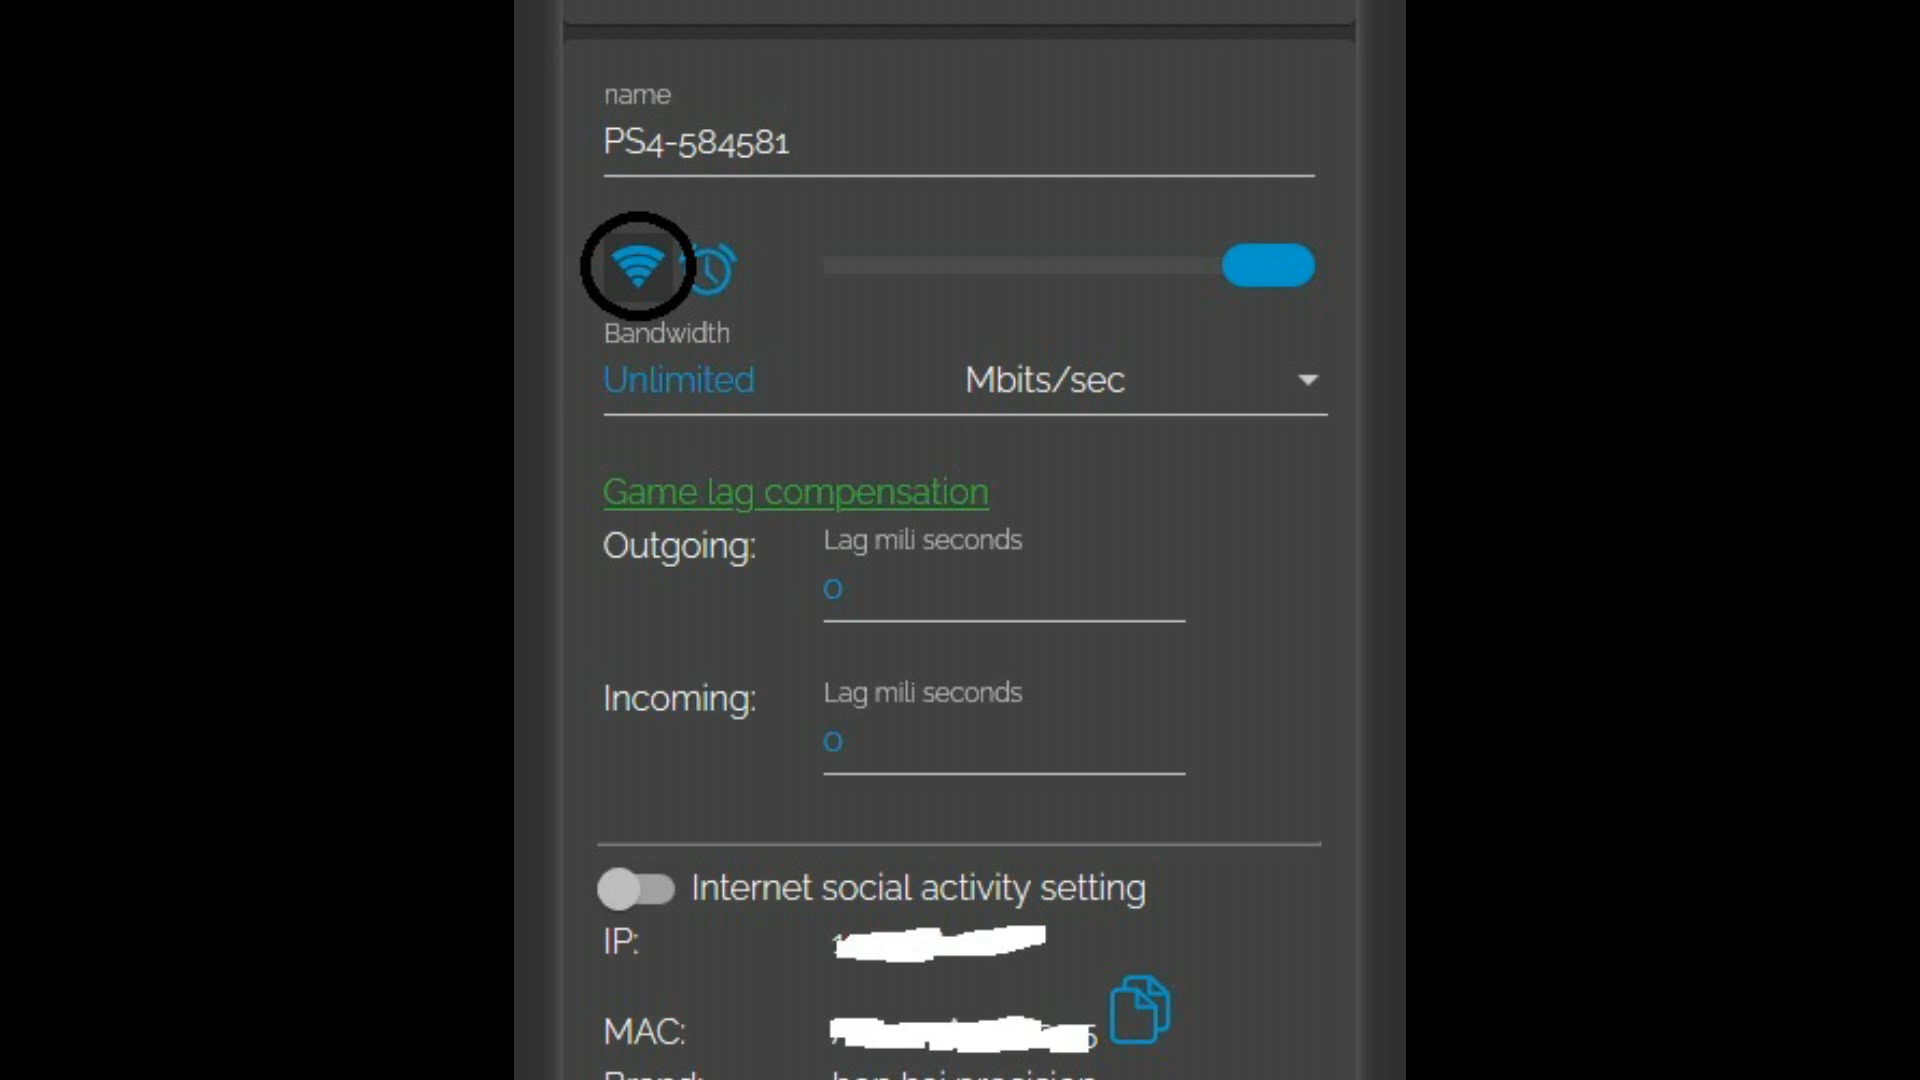 name
PS4-584581
Bandwidth
Unlimited Mbits/sec
Game lag compensation
Outgoing: Lag mili seconds
0
Incoming: Lag mili seconds
0
Internet social activity setting
IP:
MAC: